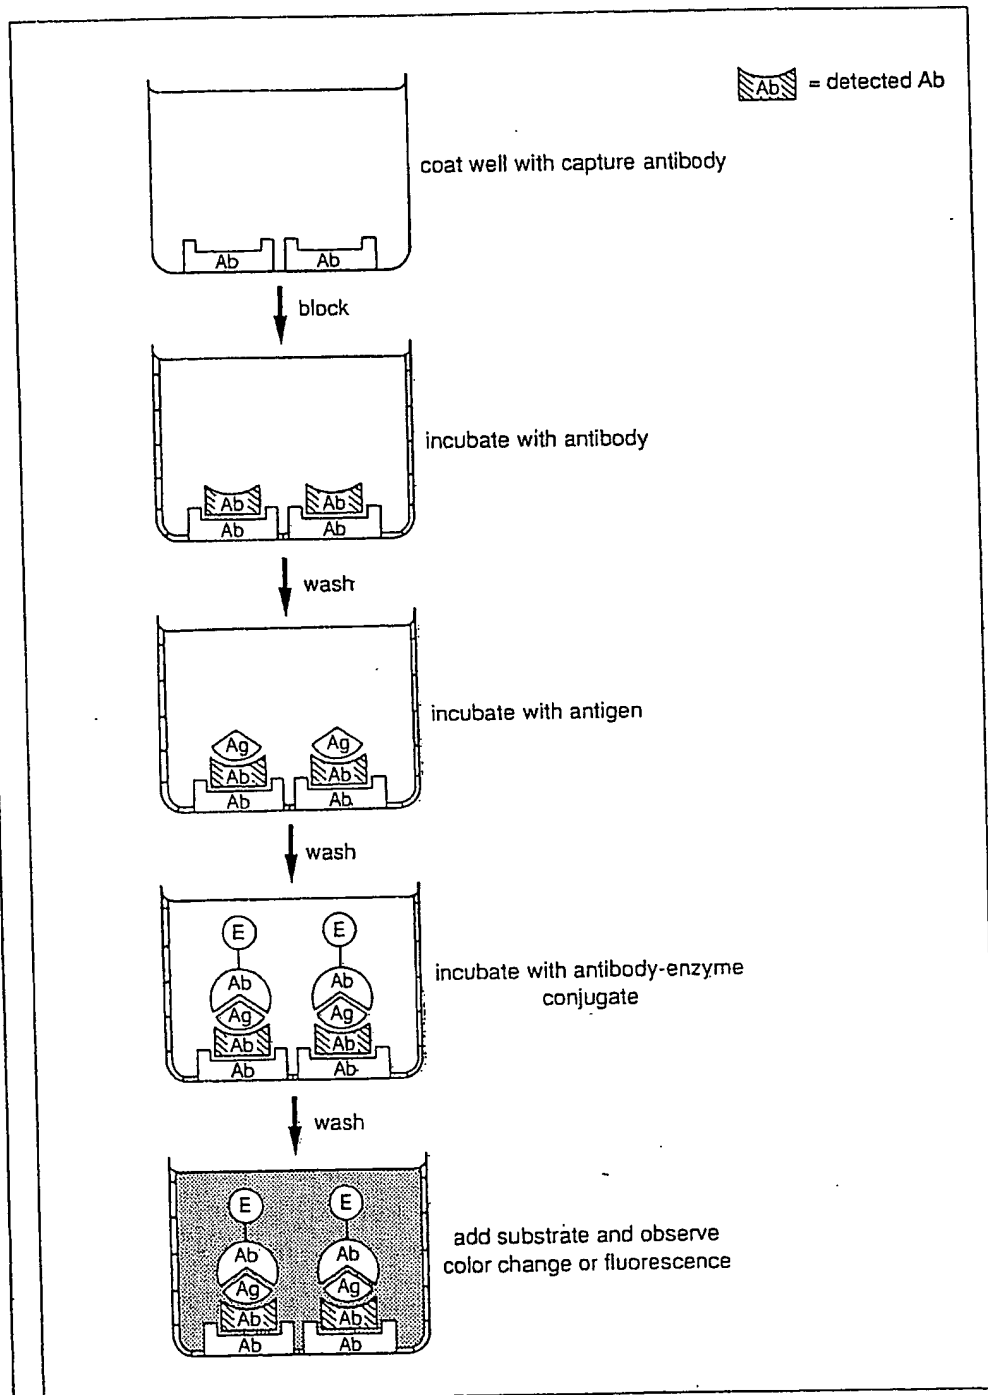 Ab = detected Ab
coat well with capture antibody
Ab Ab
block
incubate with antibody
Ab Ab
Ab Ab
wash
incubate with antigen
Ag Ag
Ab Ab
Ab Ab
wash
E E
incubate with antibody-enzyme
conjugate
Ab Ab
Ag Ag
Ab Ab
Ab Ab
wash
E E
add substrate and observe
color change or fluorescence
Ab Ab
Ag Ag
Ab Ab
Ab Ab